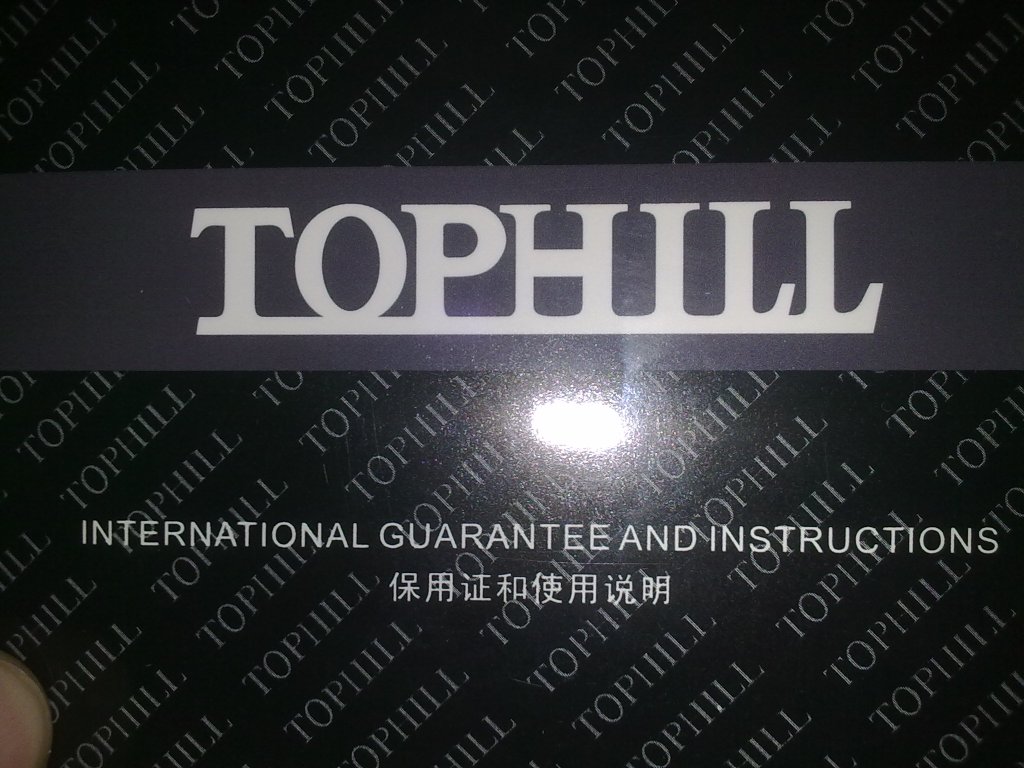 TOPHILL
INTERNATIONAL GUARANTEE AND INSTRUCTIONS
保用证和使用说明